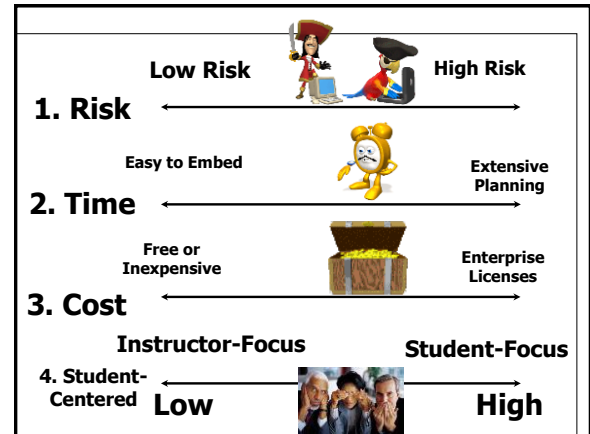 Low Risk
High Risk
1. Risk
Easy to Embed
Extensive
Planning
2. Time
Free or
Inexpensive
Enterprise
Licenses
3. Cost
Instructor-Focus
Student-Focus
4. Student-
Centered
Low
High